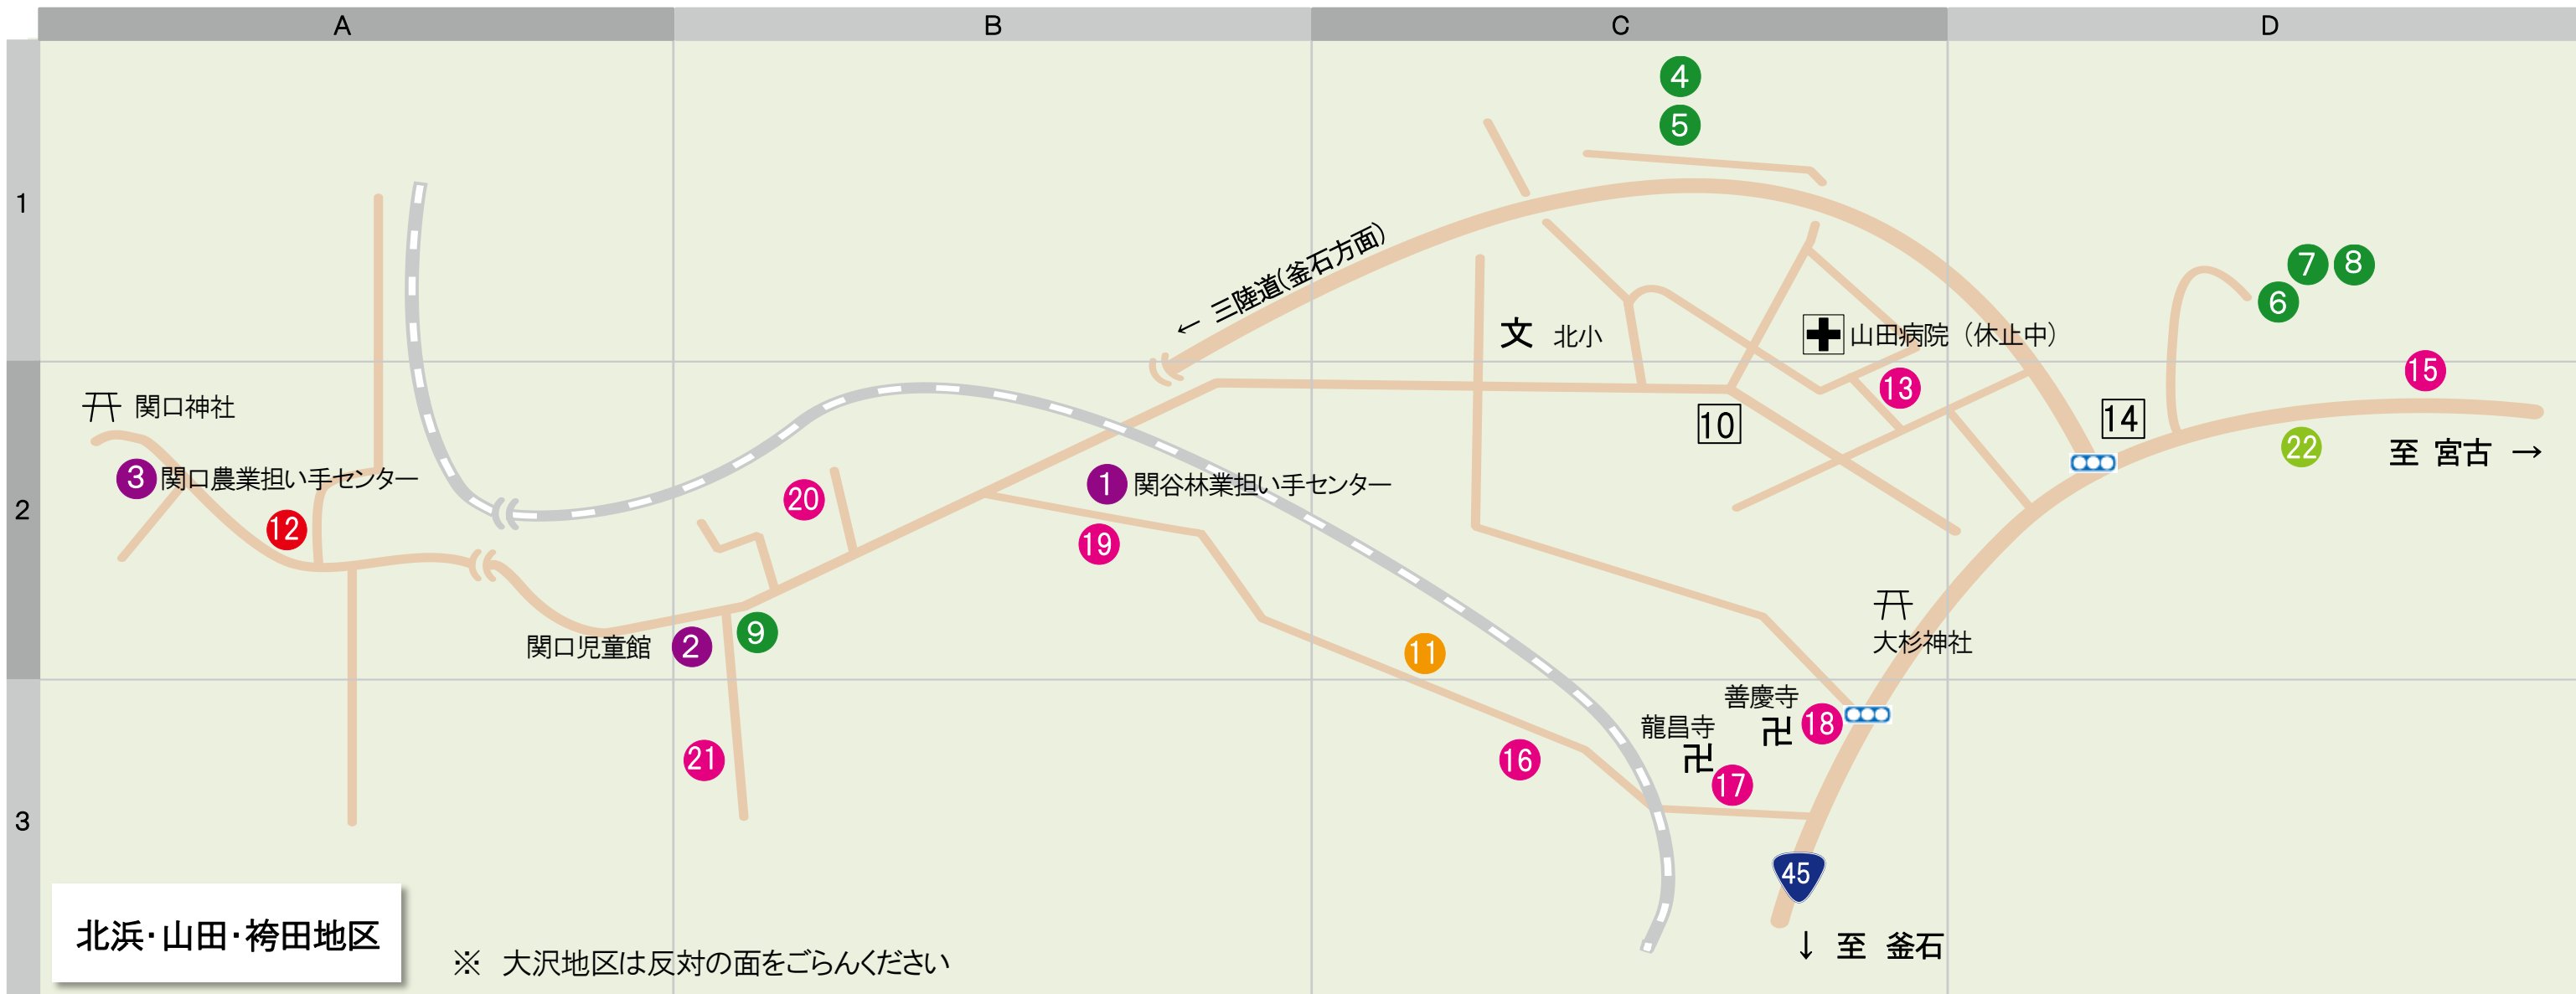 A
B
C
D
1
2
3
4
5
7
8
6
← 三陸道(釜石方面)
文 北小
山田病院（休止中）
15
13
関口神社
10
14
22
至 宮古 →
3 関口農業担い手センター
20
1 関谷林業担い手センター
12
19
大杉神社
関口児童館 2
9
11
善慶寺
卍
18
龍昌寺
卍
17
21
16
45
北浜・山田・袴田地区
※ 大沢地区は反対の面をごらんください
↓ 至 釜石